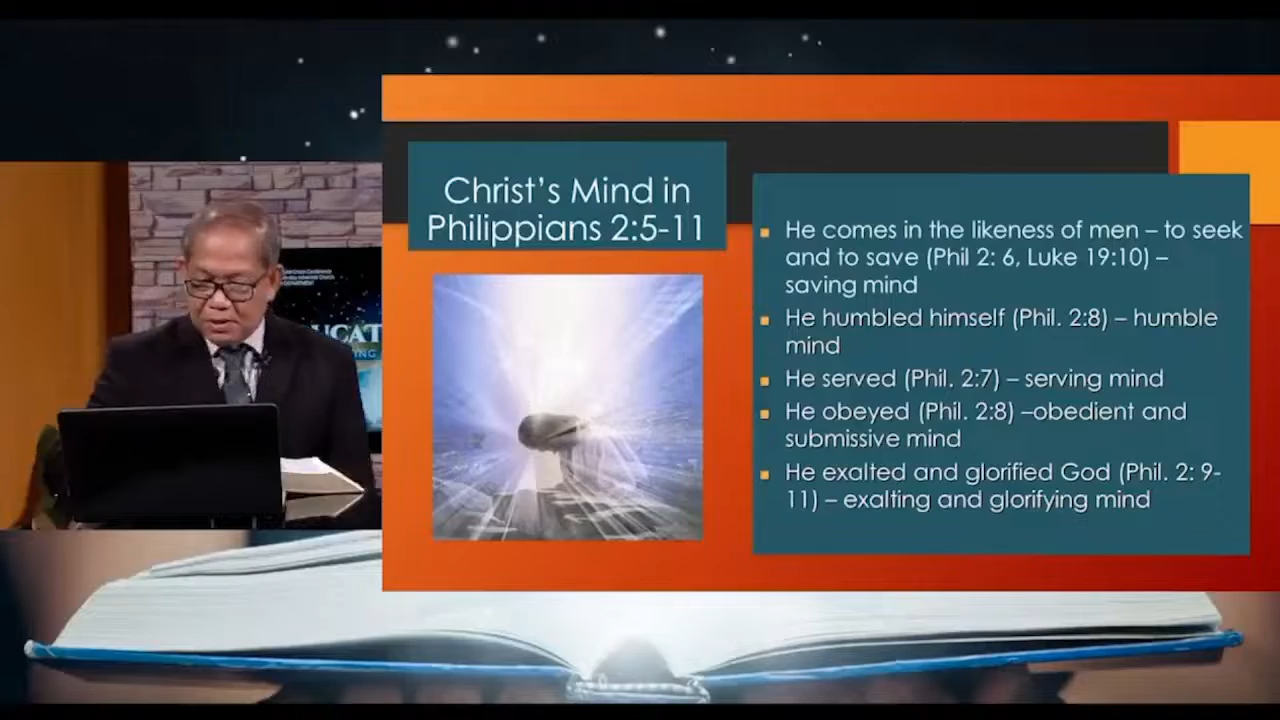 Christ's Mind in
Philippians 2:5-11
He comes in the likeness of men – to seek
and to save (Phil 2: 6, Luke 19:10) –
saving mind
He humbled himself (Phil. 2:8) – humble
mind
He served (Phil. 2:7) – serving mind
He obeyed (Phil. 2:8) –obedient and
submissive mind
He exalted and glorified God (Phil. 2: 9-
11) – exalting and glorifying mind